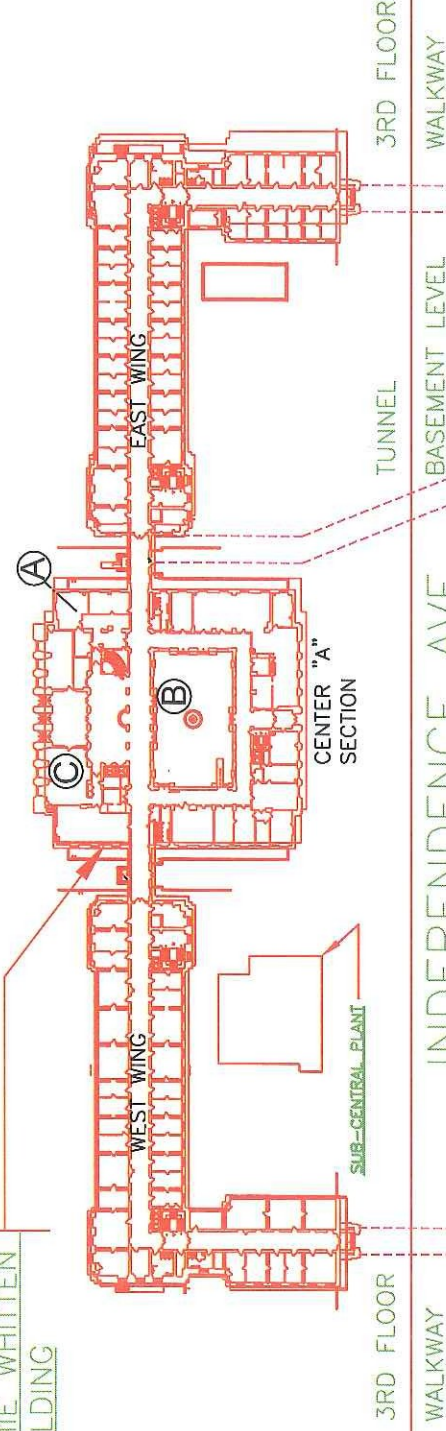 MIE WHITTEN
LDING
A
C
B
WEST WING
EAST WING
CENTER "A"
SECTION
SUB-CENTRAL PLANT
3RD FLOOR
TUNNEL
3RD FLOOR
WALKWAY
INDEPENDENCE AVE
BASEMENT LEVEL
WALKWAY